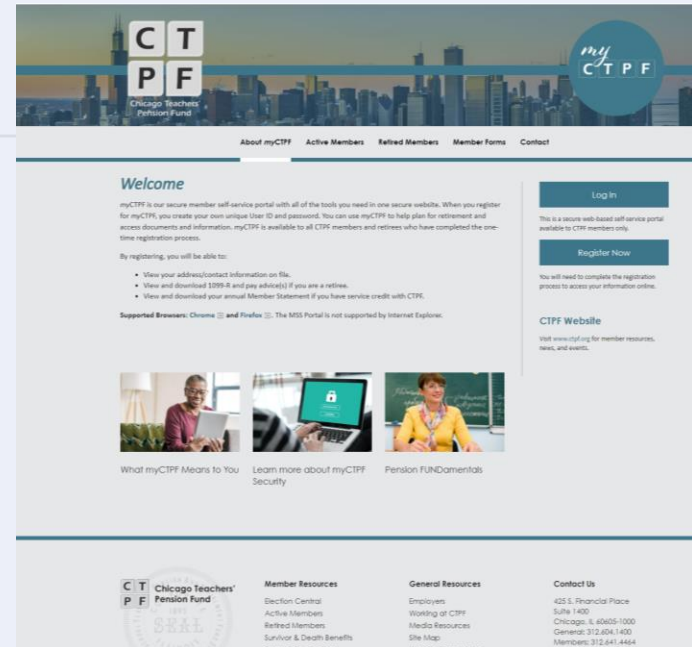 C T
P F
Chicago Teachers'
Pension Fund
my
C T P F
About myCTPF Active Members Retired Members Member Forms Contact
Welcome
myCTPF is our secure member self-service portal with all of the tools you need in one secure website. When you register
for myCTPF, you create your own unique User ID and password. You can use myCTPF to help plan for retirement and
access documents and information. myCTPF is available to all CTPF members and retirees who have completed the one-
time registration process.
By registering, you will be able to:
• View your address/contact information on file.
• View and download 1099-R and pay advice(s) if you are a retiree.
• View and download your annual Member Statement if you have service credit with CTPF.
Supported Browsers: Chrome and Firefox. The MSS Portal is not supported by Internet Explorer.
Log In
This is a secure web-based self-service portal
available to CTPF members only.
Register Now
You will need to complete the registration
process to access your information online.
CTPF Website
Visit www.ctpf.org for member resources,
news, and events.
What myCTPF Means to You
Learn more about myCTPF
Security
Pension FUNDamentals
C T
P F
Chicago Teachers'
Pension Fund
Member Resources
Election Central
Active Members
Retired Members
Survivor & Death Benefits
General Resources
Employers
Working at CTPF
Media Resources
Site Map
Contact Us
425 S. Financial Place
Suite 1400
Chicago, IL 60605-1000
General: 312.604.1400
Members: 312.641.4464